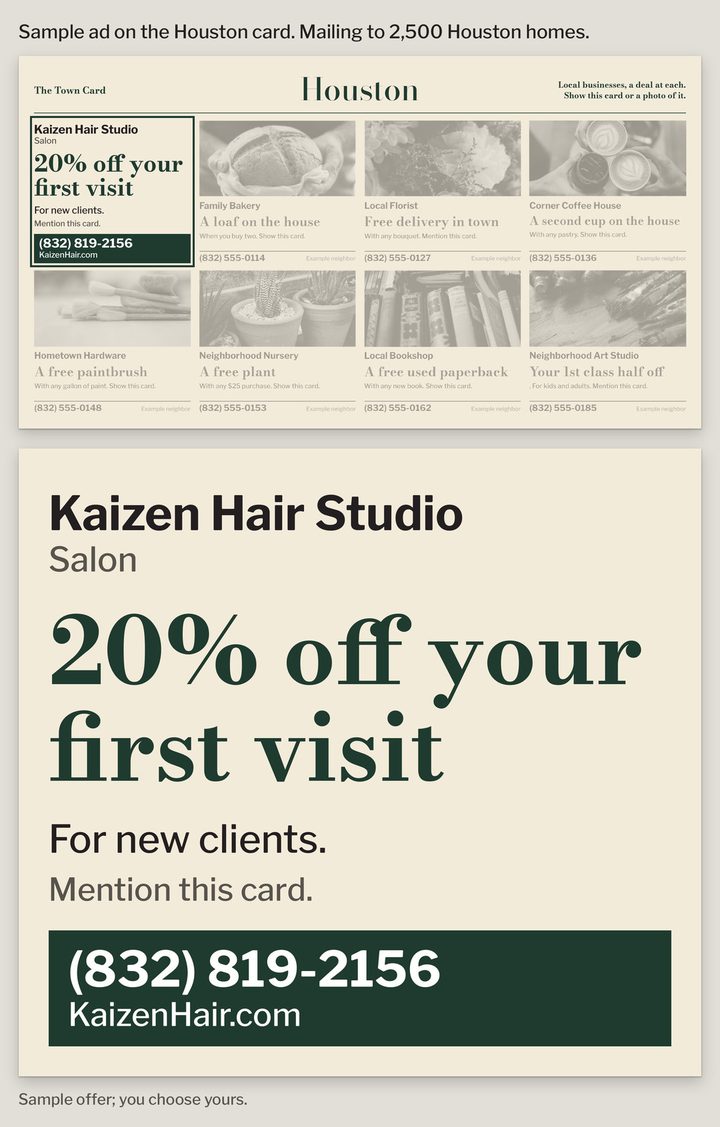 Sample ad on the Houston card. Mailing to 2,500 Houston homes.
The Town Card
Houston
Local businesses, a deal at each.
Show this card or a photo of it.
Kaizen Hair Studio
Salon
20% off your
first visit
For new clients.
Mention this card.
(832) 819-2156
KaizenHair.com
Family Bakery
A loaf on the house
When you buy two. Show this card.
(832) 555-0114
Example neighbor
Local Florist
Free delivery in town
With any bouquet. Mention this card.
(832) 555-0127
Example neighbor
Corner Coffee House
A second cup on the house
With any pastry. Show this card.
(832) 555-0136
Example neighbor
Hometown Hardware
A free paintbrush
With any gallon of paint. Show this card.
(832) 555-0148
Example neighbor
Neighborhood Nursery
A free plant
With any $25 purchase. Show this card.
(832) 555-0153
Example neighbor
Local Bookshop
A free used paperback
With any new book. Show this card.
(832) 555-0162
Example neighbor
Neighborhood Art Studio
Your 1st class half off
For kids and adults. Mention this card.
(832) 555-0185
Example neighbor
Kaizen Hair Studio
Salon
20% off your
first visit
For new clients.
Mention this card.
(832) 819-2156
KaizenHair.com
Sample offer; you choose yours.